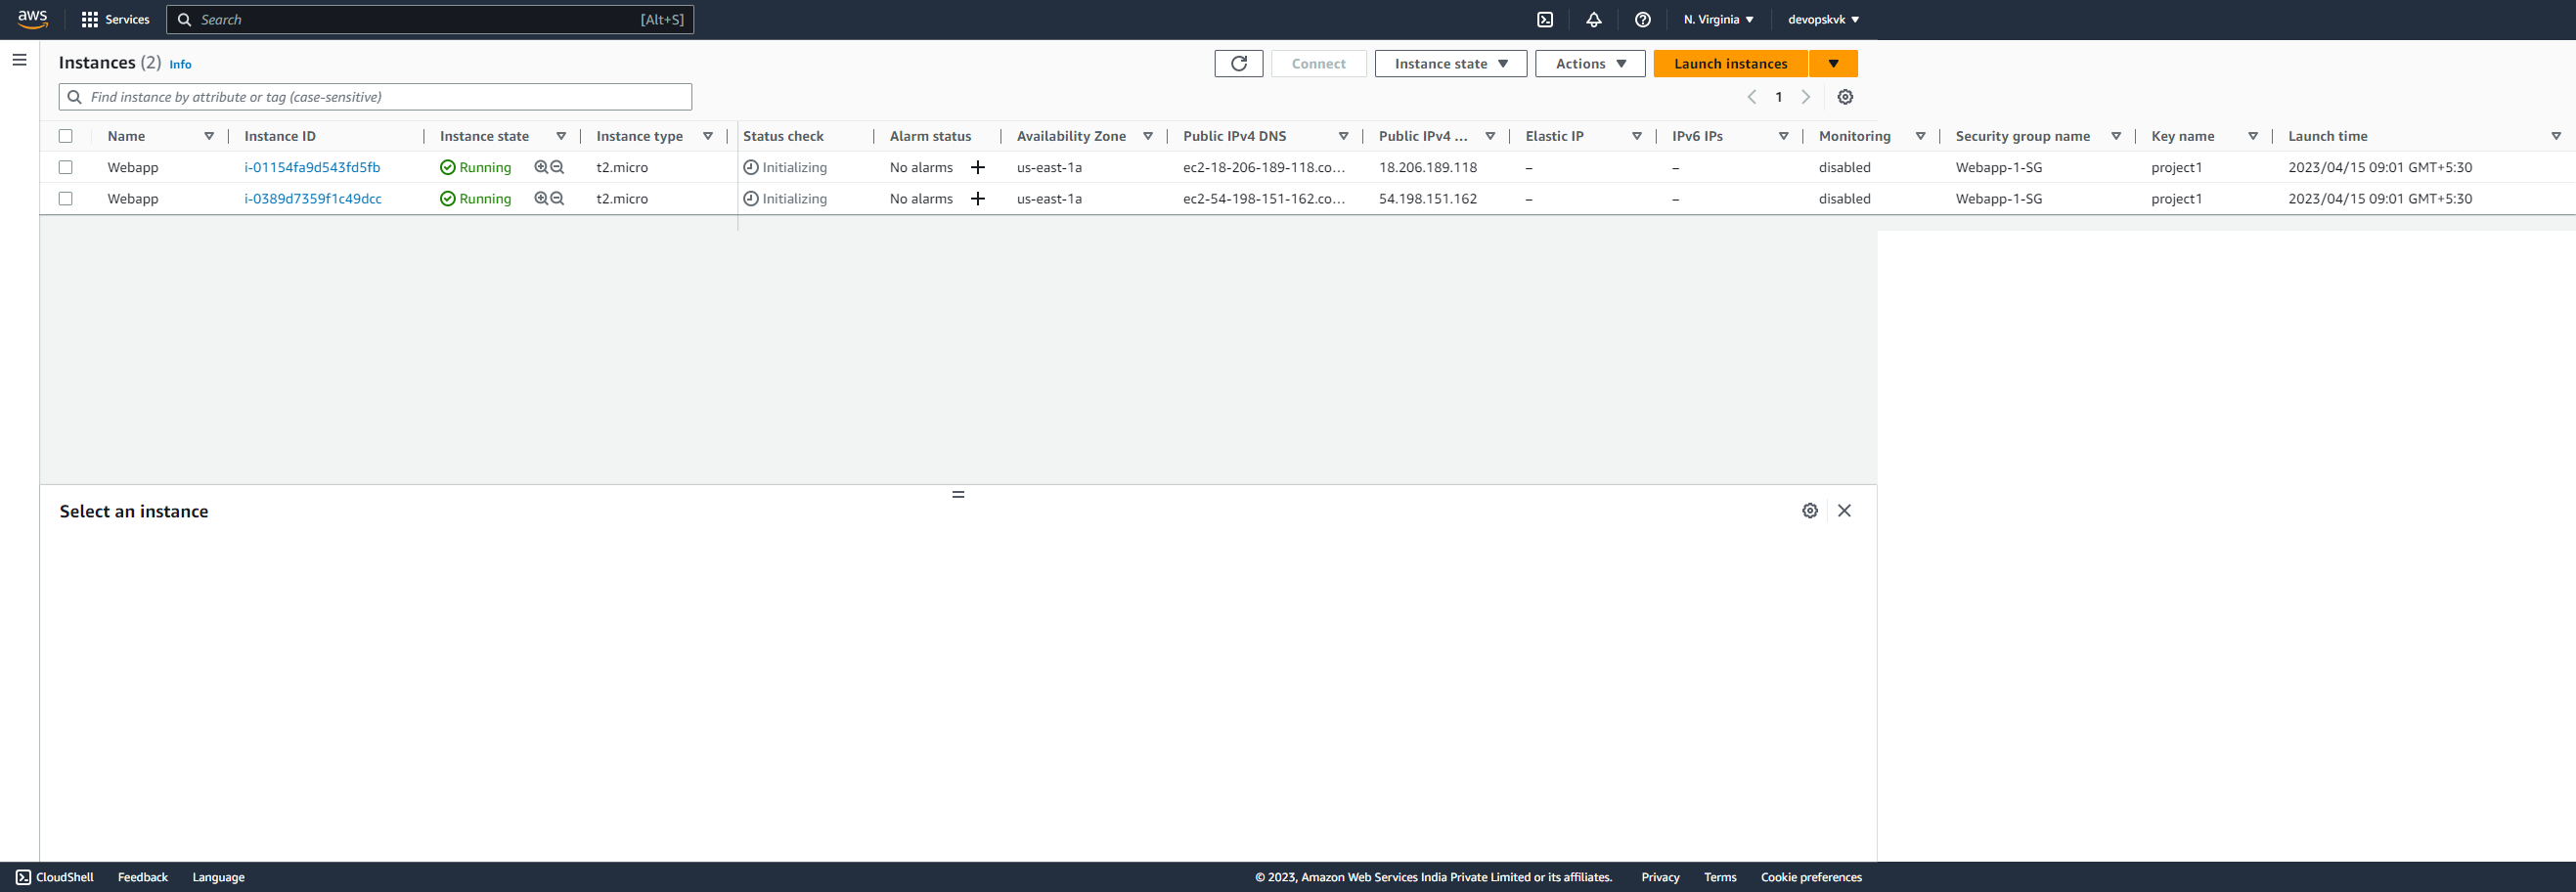 aws Services Search [Alt+S] N. Virginia devopskvk
Instances (2) Info Connect Instance state Actions Launch instances
Find instance by attribute or tag (case-sensitive) 1
Name Instance ID Instance state Instance type Status check Alarm status Availability Zone Public IPv4 DNS Public IPv4 ... Elastic IP IPv6 IPs Monitoring Security group name Key name Launch time
Webapp i-01154fa9d543fd5fb Running t2.micro Initializing No alarms + us-east-1a ec2-18-206-189-118.co... 18.206.189.118 – – disabled Webapp-1-SG project1 2023/04/15 09:01 GMT+5:30
Webapp i-0389d7359f1c49dcc Running t2.micro Initializing No alarms + us-east-1a ec2-54-198-151-162.co... 54.198.151.162 – – disabled Webapp-1-SG project1 2023/04/15 09:01 GMT+5:30
Select an instance
CloudShell Feedback Language © 2023, Amazon Web Services India Private Limited or its affiliates. Privacy Terms Cookie preferences